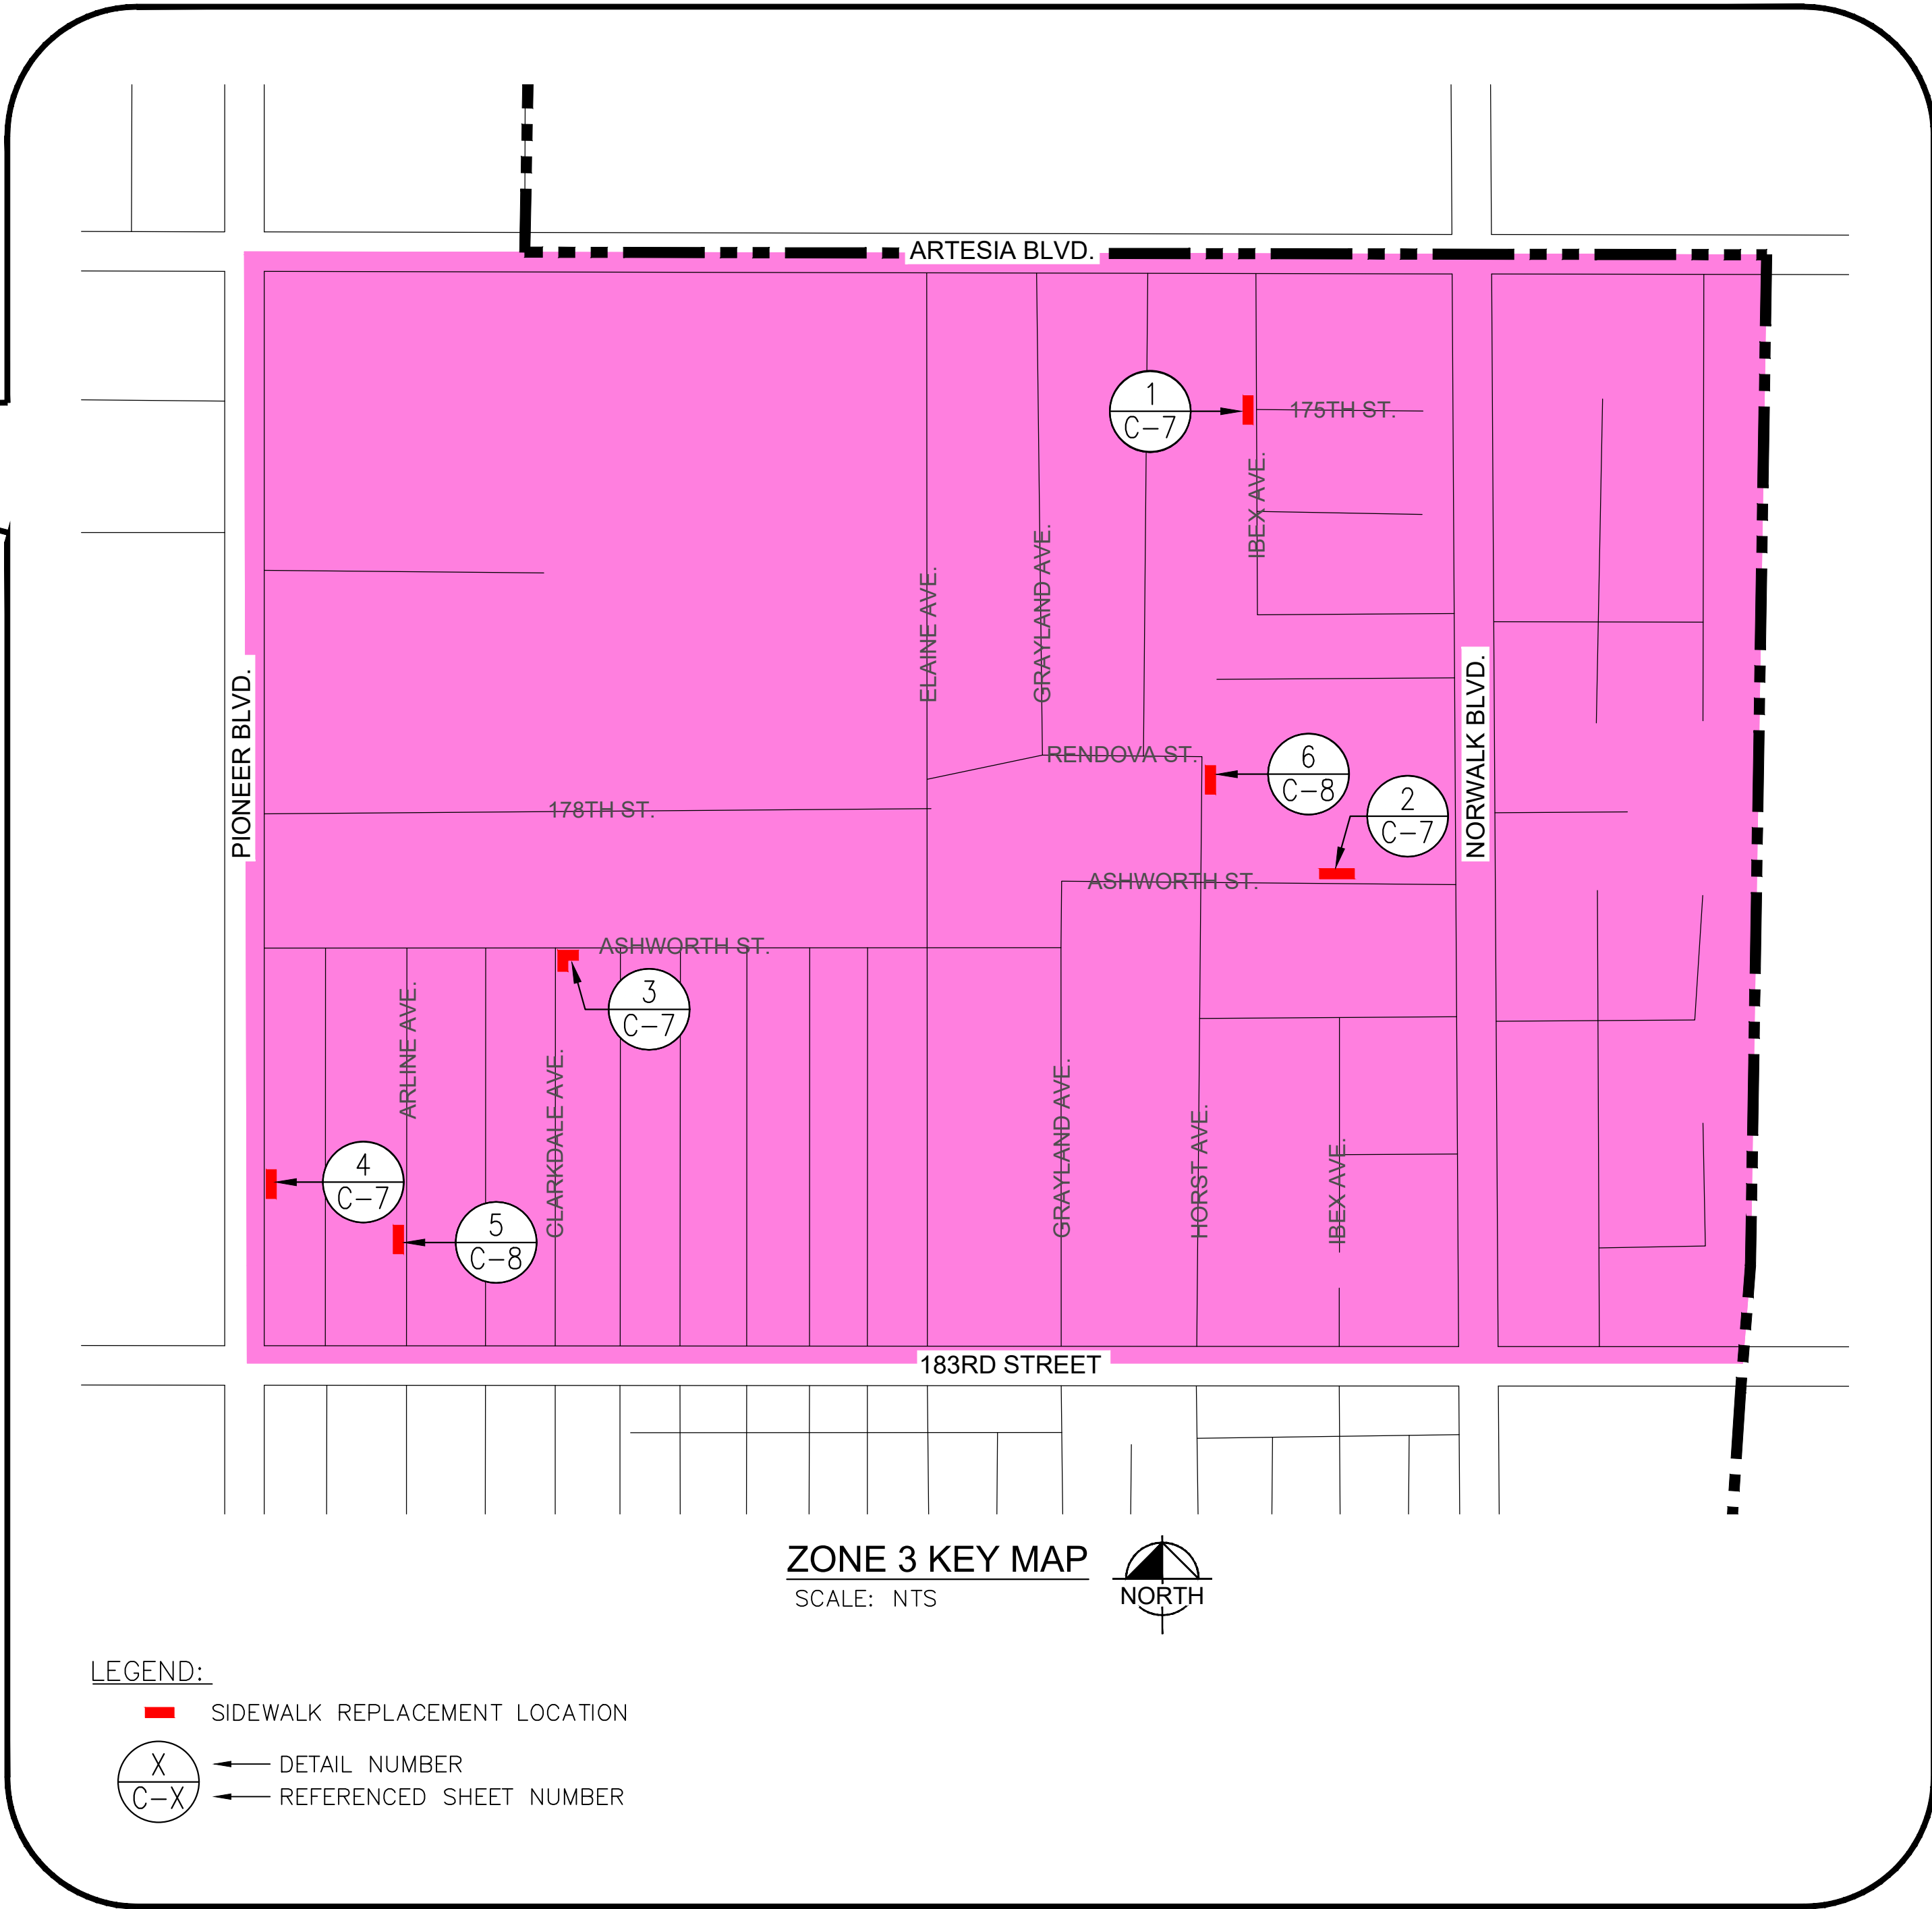 ARTESIA BLVD.
1
C-7
175TH ST.
IBEX AVE.
GRAYLAND AVE.
ELAINE AVE.
PIONEER BLVD.
NORWALK BLVD.
RENDOVA ST.
6
C-8
2
C-7
178TH ST.
ASHWORTH ST.
ASHWORTH ST.
3
C-7
ARLINE AVE.
CLARKDALE AVE.
GRAYLAND AVE.
HORST AVE.
IBEX AVE.
4
C-7
5
C-8
183RD STREET
ZONE 3 KEY MAP
SCALE: NTS
NORTH
LEGEND:
SIDEWALK REPLACEMENT LOCATION
X
C-X
DETAIL NUMBER
REFERENCED SHEET NUMBER